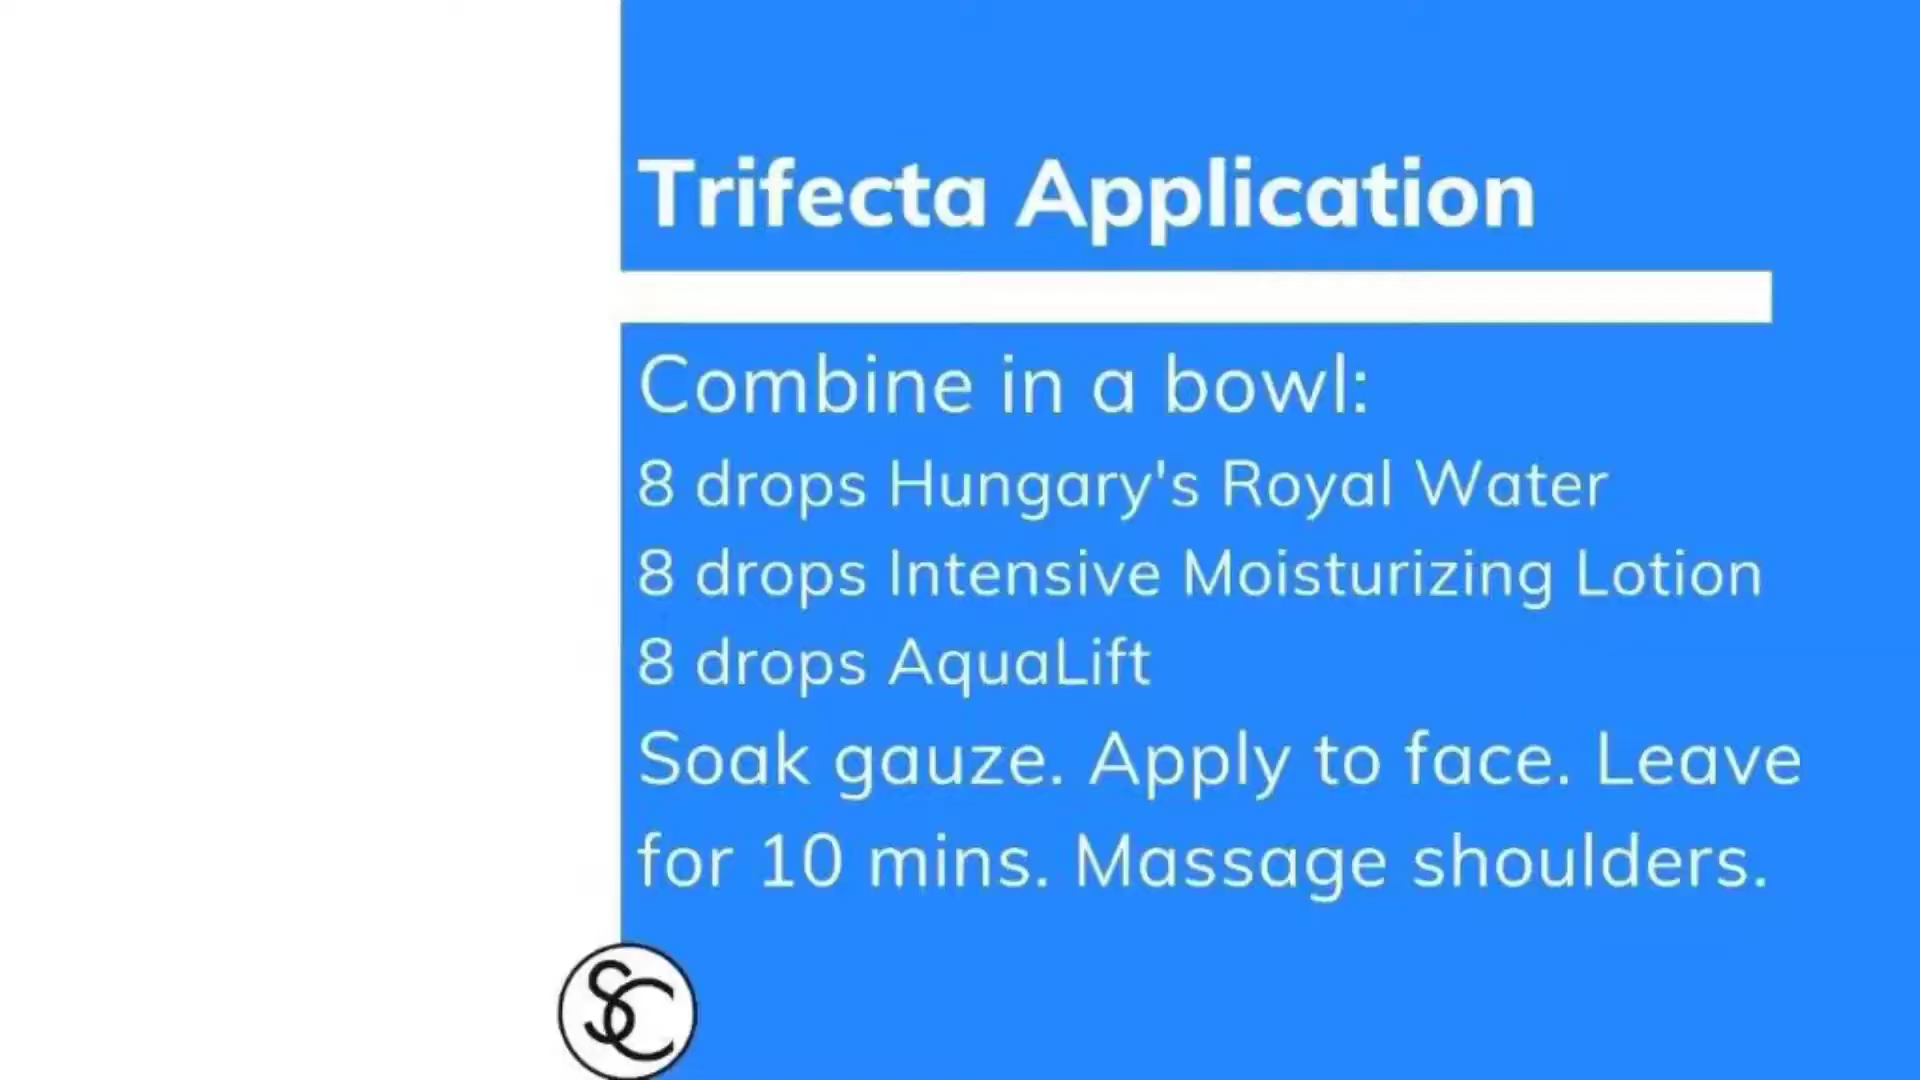 Trifecta Application
Combine in a bowl:
8 drops Hungary's Royal Water
8 drops Intensive Moisturizing Lotion
8 drops AquaLift
Soak gauze. Apply to face. Leave
for 10 mins. Massage shoulders.
SC